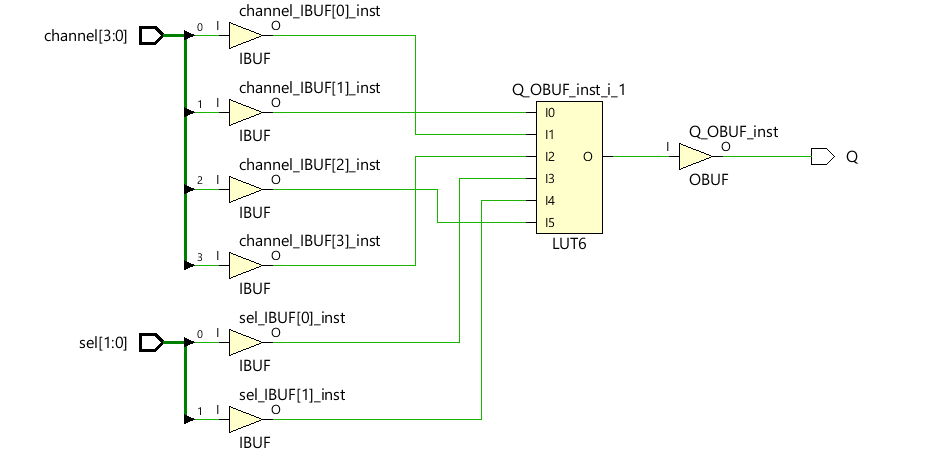 channel_IBUF[0]_inst
channel[3:0]
0
I
O
IBUF
channel_IBUF[1]_inst
1
I
O
IBUF
channel_IBUF[2]_inst
2
I
O
IBUF
channel_IBUF[3]_inst
3
I
O
IBUF
sel_IBUF[0]_inst
sel[1:0]
0
I
O
IBUF
sel_IBUF[1]_inst
1
I
O
IBUF
Q_OBUF_inst_i_1
I0
I1
I2
I3
I4
I5
O
LUT6
Q_OBUF_inst
I
O
OBUF
Q